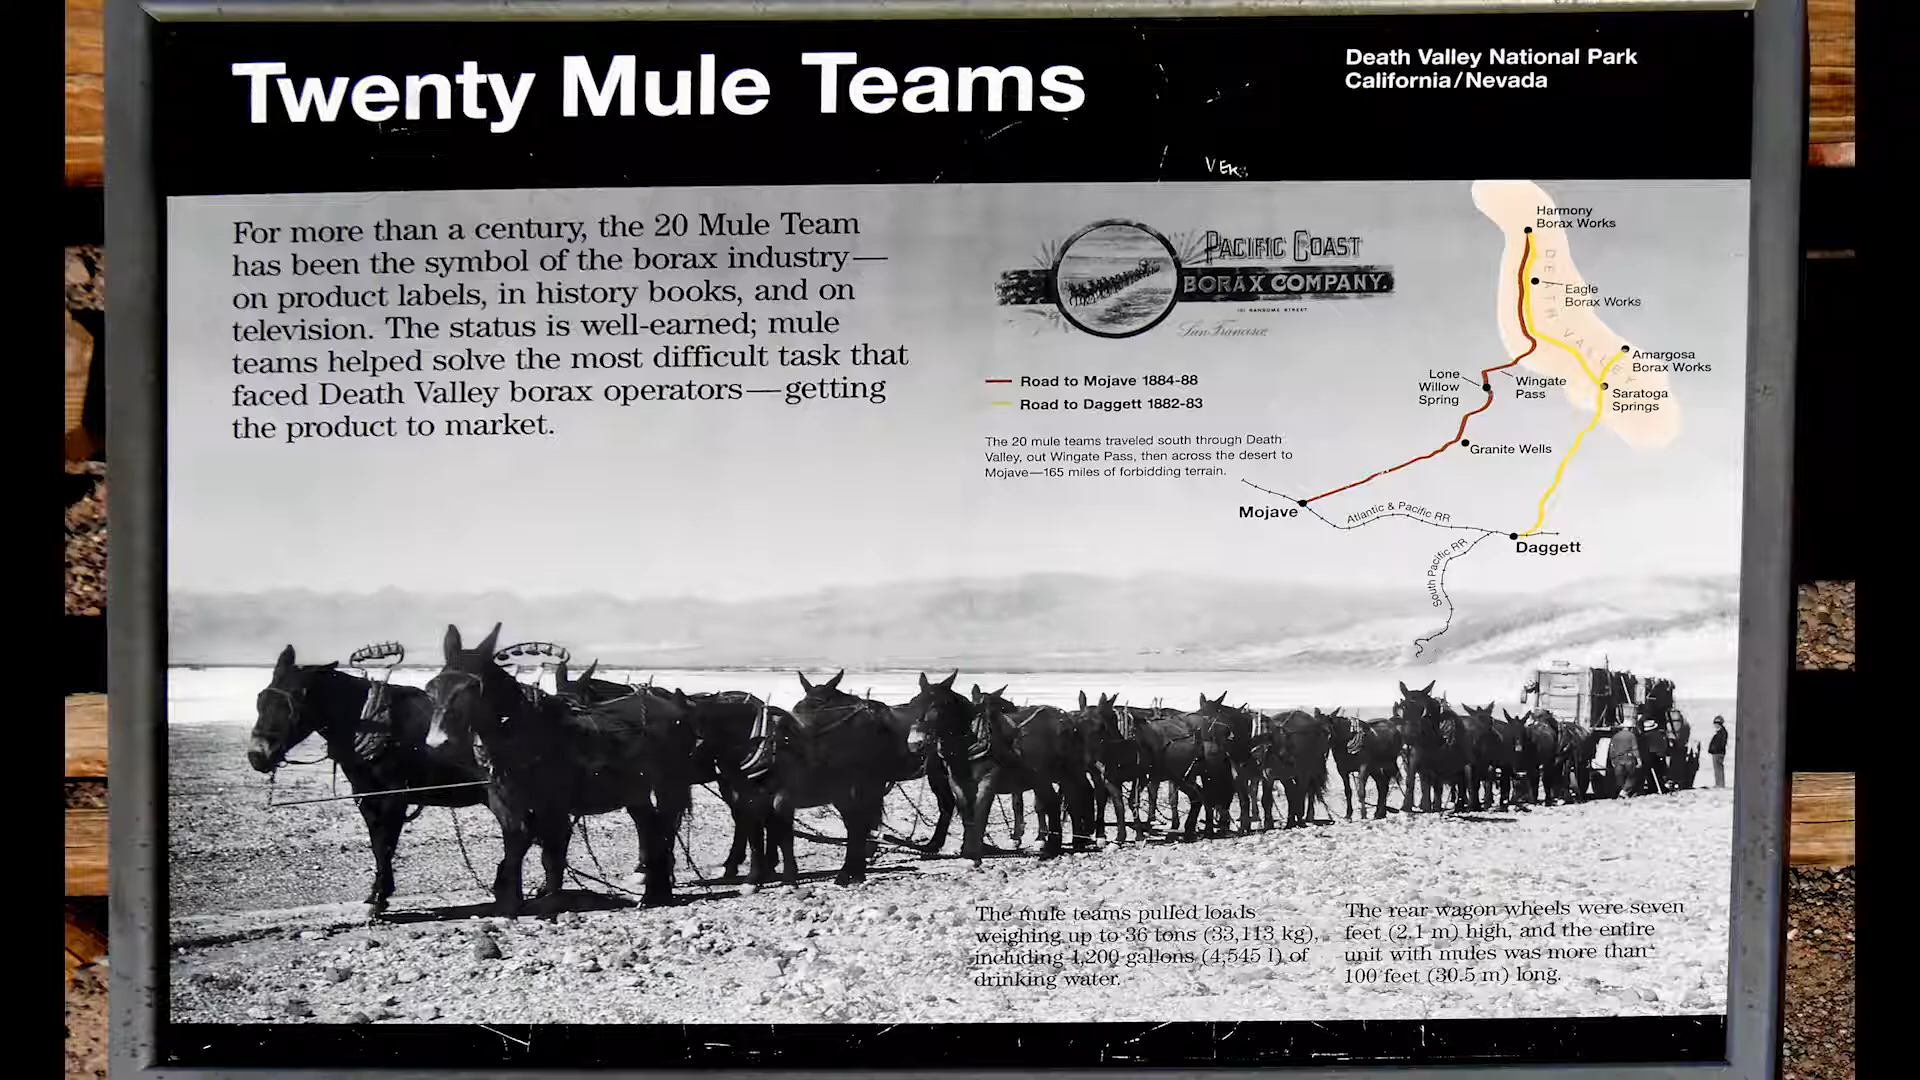 Twenty Mule Teams
Death Valley National Park
California/Nevada
For more than a century, the 20 Mule Team
has been the symbol of the borax industry—
on product labels, in history books, and on
television. The status is well-earned; mule
teams helped solve the most difficult task that
faced Death Valley borax operators—getting
the product to market.
PACIFIC COAST
BORAX COMPANY.
101 SANSOME STREET
San Francisco
Road to Mojave 1884-88
Road to Daggett 1882-83
The 20 mule teams traveled south through Death
Valley, out Wingate Pass, then across the desert to
Mojave—165 miles of forbidding terrain.
Harmony
Borax Works
DEATH VALLEY
Eagle
Borax Works
Amargosa
Borax Works
Saratoga
Springs
Lone
Willow
Spring
Wingate
Pass
Granite Wells
Mojave
Atlantic & Pacific RR
Daggett
South Pacific RR
The mule teams pulled loads
weighing up to 36 tons (33,113 kg),
including 1,200 gallons (4,545 l) of
drinking water.
The rear wagon wheels were seven
feet (2.1 m) high, and the entire
unit with mules was more than
100 feet (30.5 m) long.